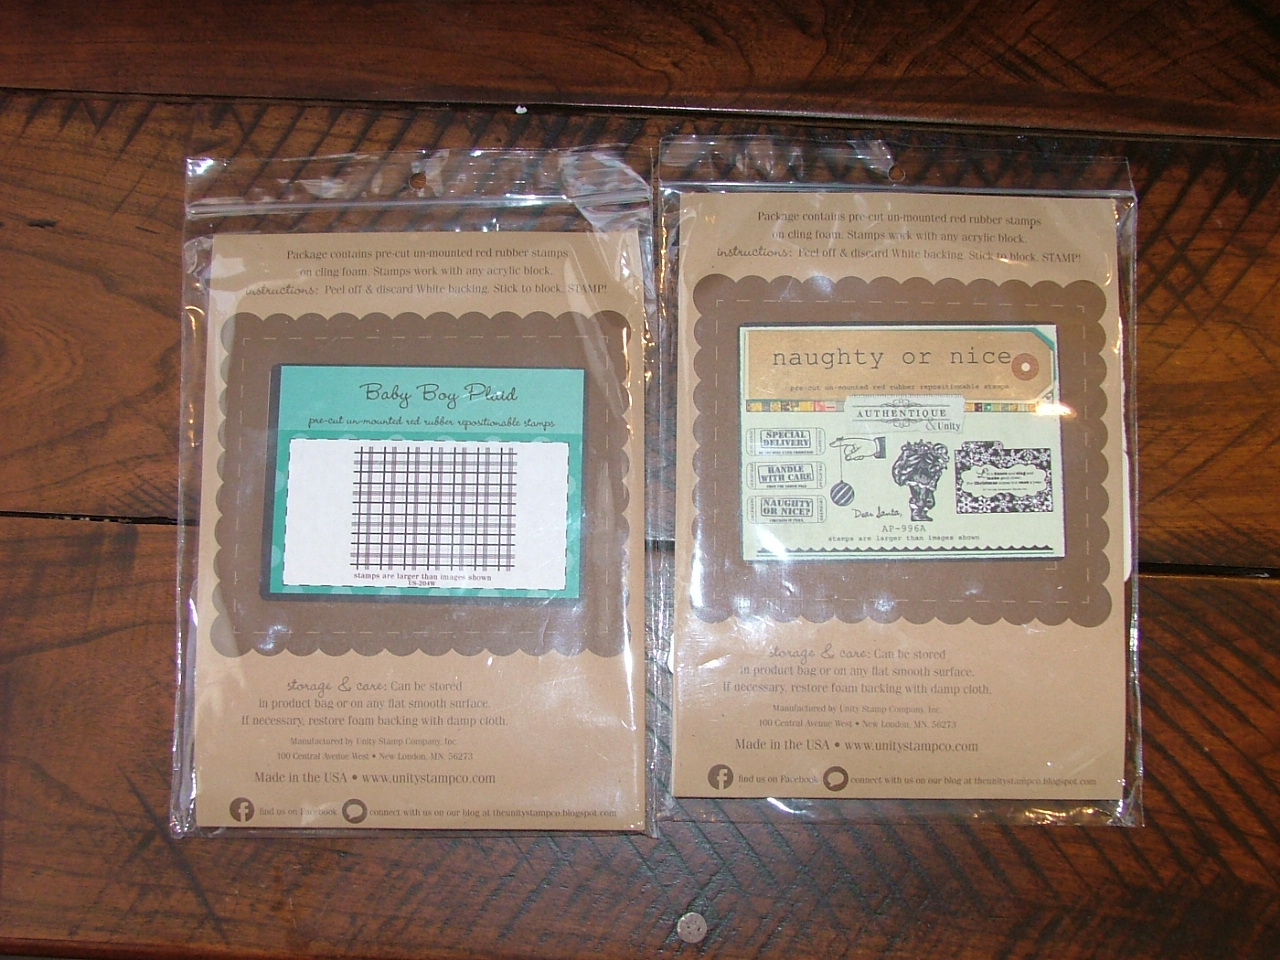 Package contains pre-cut un-mounted red rubber stamps
on cling foam. Stamps work with any acrylic block.
instructions: Peel off & discard White backing. Stick to block. STAMP!
Baby Boy Plaid
pre-cut un-mounted red rubber repositionable stamps
stamps are larger than images shown
US-204W
storage & care: Can be stored
in product bag or on any flat smooth surface.
If necessary, restore foam backing with damp cloth.
Manufactured by Unity Stamp Company, Inc.
100 Central Avenue West • New London, MN. 56273
Made in the USA • www.unitystampco.com
find us on Facebook connect with us on our blog at theunitystampco.blogspot.com
Package contains pre-cut un-mounted red rubber stamps
on cling foam. Stamps work with any acrylic block.
instructions: Peel off & discard White backing. Stick to block. STAMP!
naughty or nice
pre-cut un-mounted red rubber repositionable stamps
AUTHENTIQUE
& Unity
SPECIAL
DELIVERY
HANDLE
WITH CARE
NAUGHTY
OR NICE?
Dear Santa,
AP-996A
stamps are larger than images shown
storage & care: Can be stored
in product bag or on any flat smooth surface.
If necessary, restore foam backing with damp cloth.
Manufactured by Unity Stamp Company, Inc.
100 Central Avenue West • New London, MN. 56273
Made in the USA • www.unitystampco.com
find us on Facebook connect with us on our blog at theunitystampco.blogspot.com